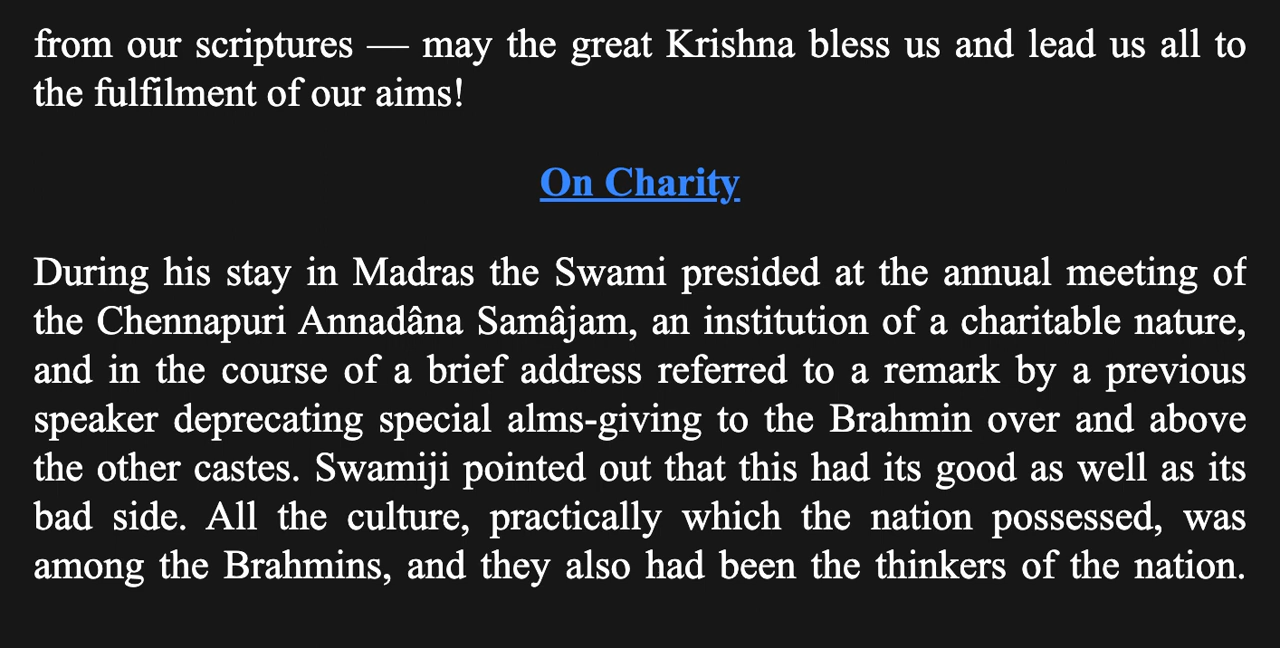 from our scriptures — may the great Krishna bless us and lead us all to
the fulfilment of our aims!
On Charity
During his stay in Madras the Swami presided at the annual meeting of
the Chennapuri Annadâna Samâjam, an institution of a charitable nature,
and in the course of a brief address referred to a remark by a previous
speaker deprecating special alms-giving to the Brahmin over and above
the other castes. Swamiji pointed out that this had its good as well as its
bad side. All the culture, practically which the nation possessed, was
among the Brahmins, and they also had been the thinkers of the nation.